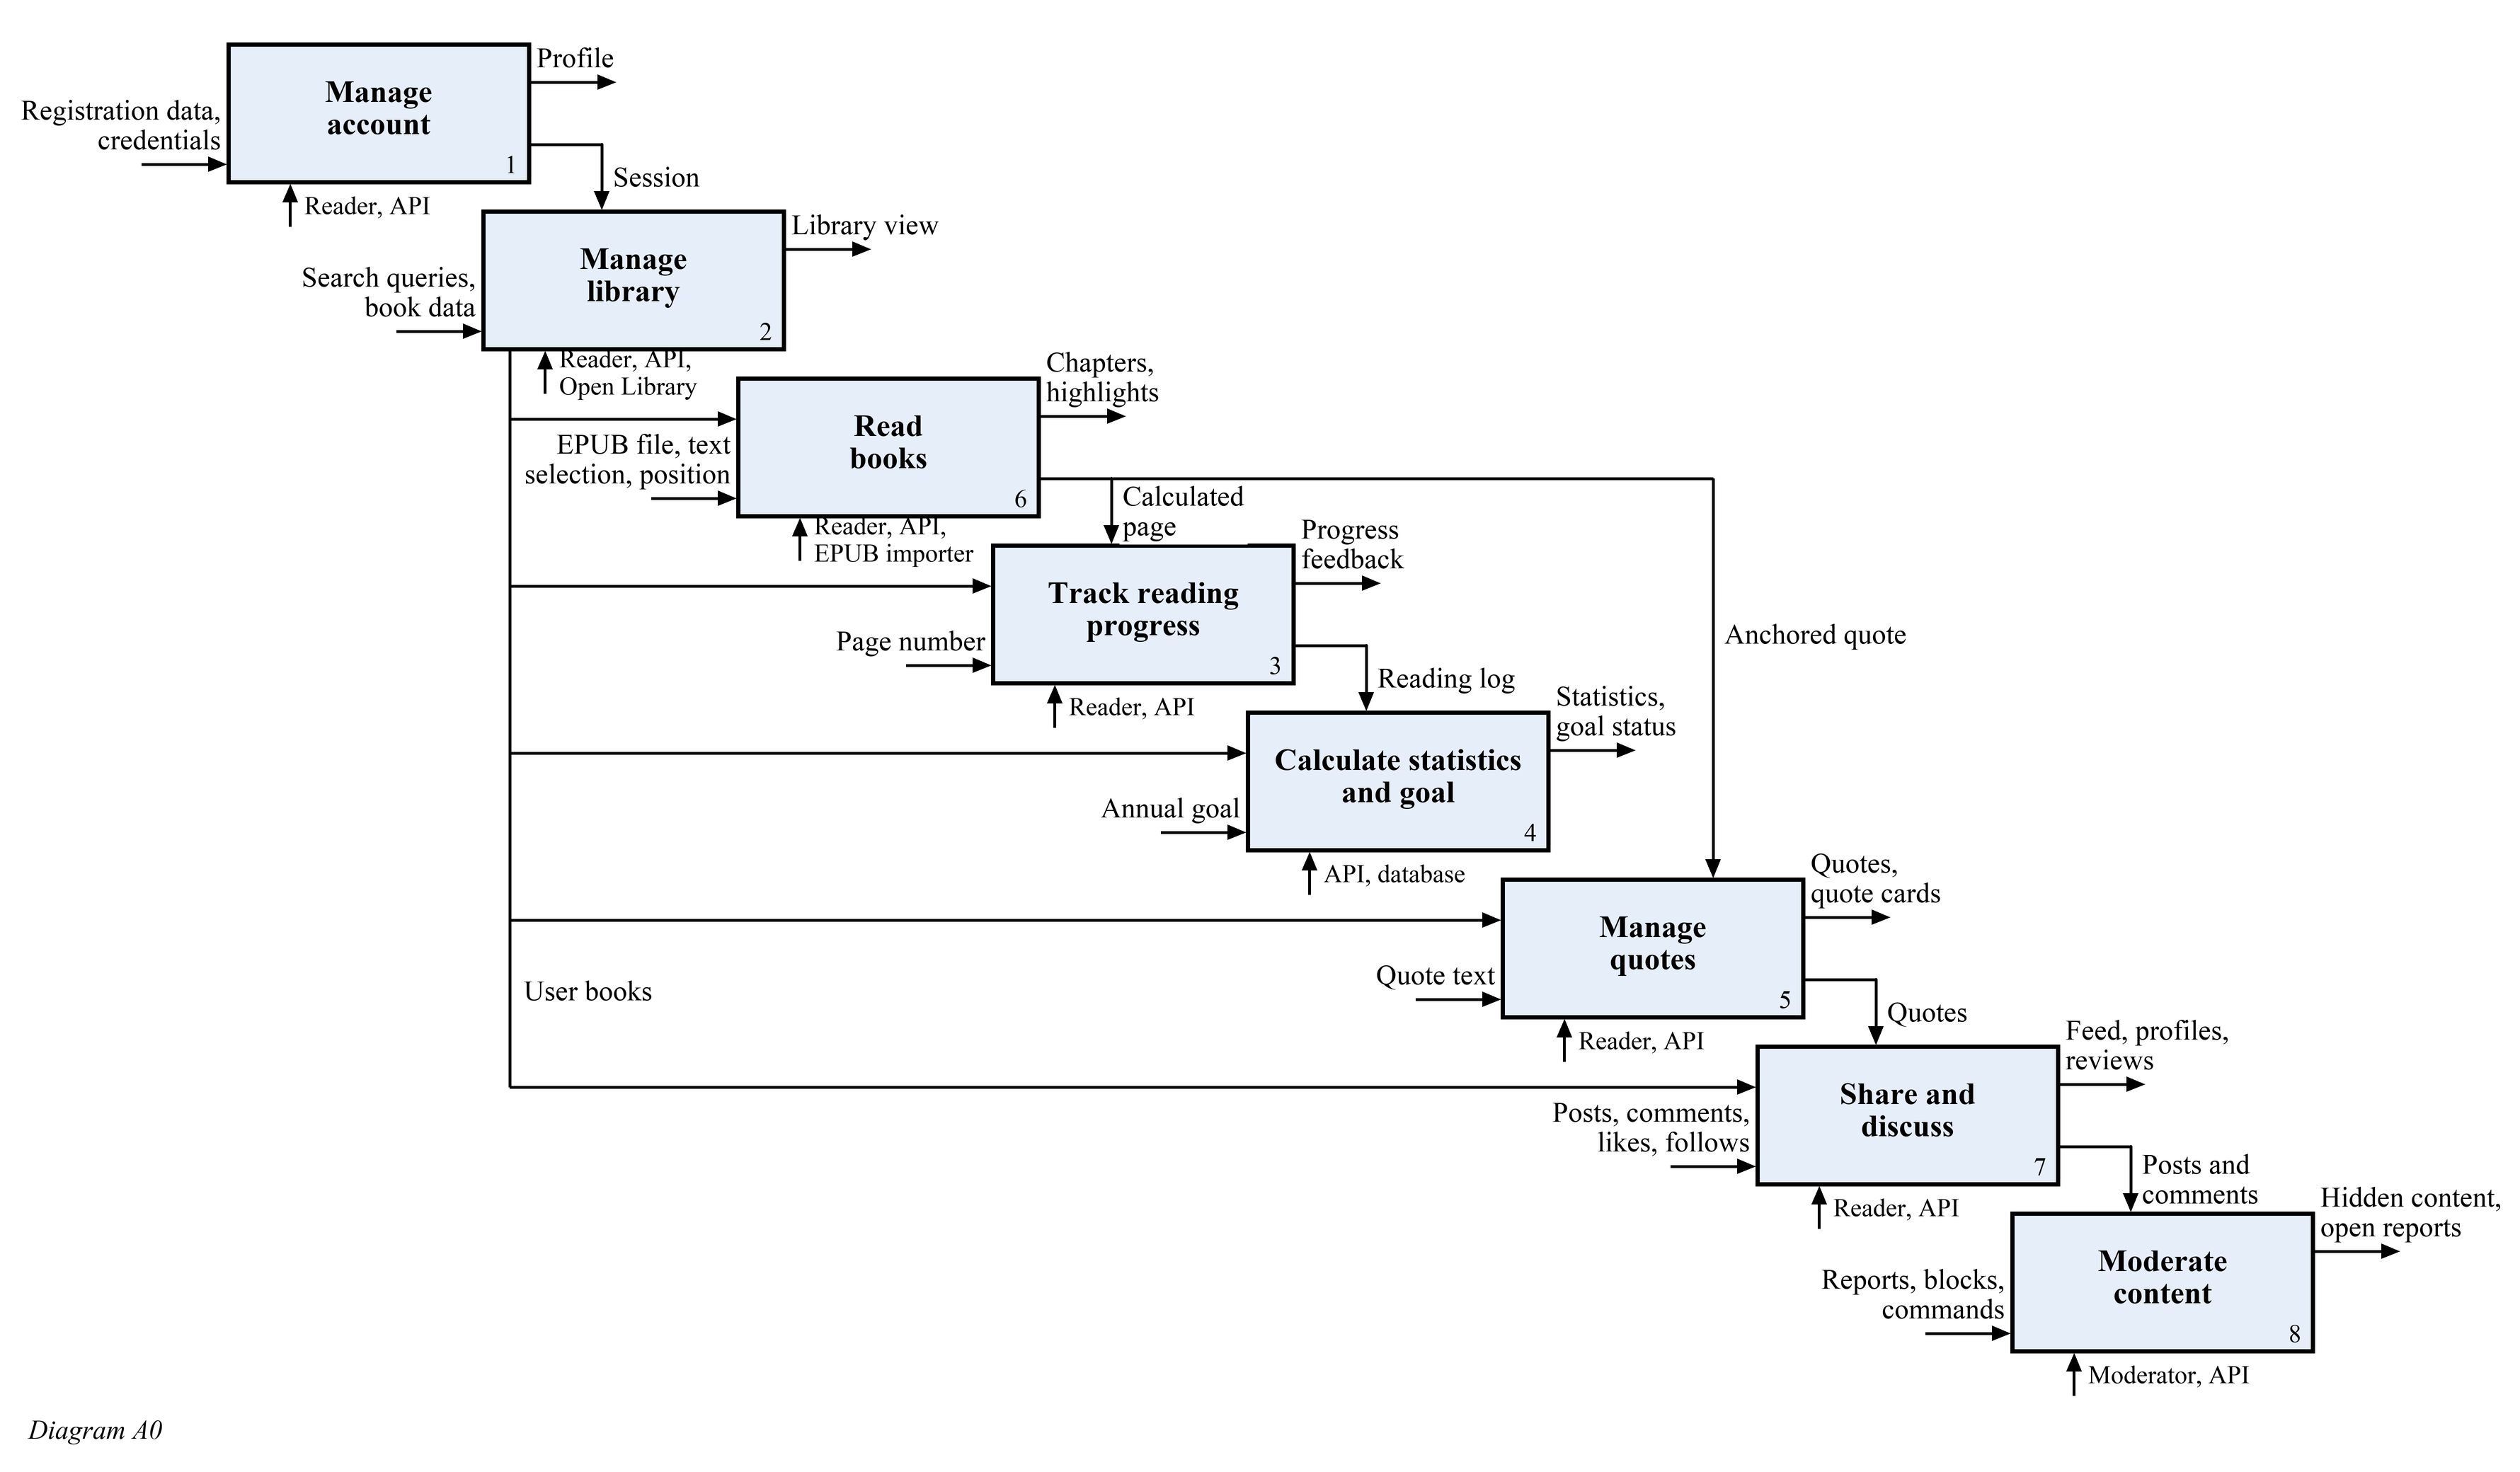 Profile
Manage
account
Registration data,
credentials
1
Session
Reader, API
Library view
Manage
library
Search queries,
book data
2
Reader, API,
Open Library
Chapters,
highlights
Read
books
EPUB file, text
selection, position
6
Calculated
page
Reader, API,
EPUB importer
Progress
feedback
Track reading
progress
Anchored quote
Page number
3
Reading log
Reader, API
Statistics,
goal status
Calculate statistics
and goal
Annual goal
4
API, database
Quotes,
quote cards
Manage
quotes
Quote text
5
User books
Quotes
Reader, API
Feed, profiles,
reviews
Share and
discuss
Posts, comments,
likes, follows
7
Posts and
comments
Reader, API
Hidden content,
open reports
Moderate
content
Reports, blocks,
commands
8
Moderator, API
Diagram A0